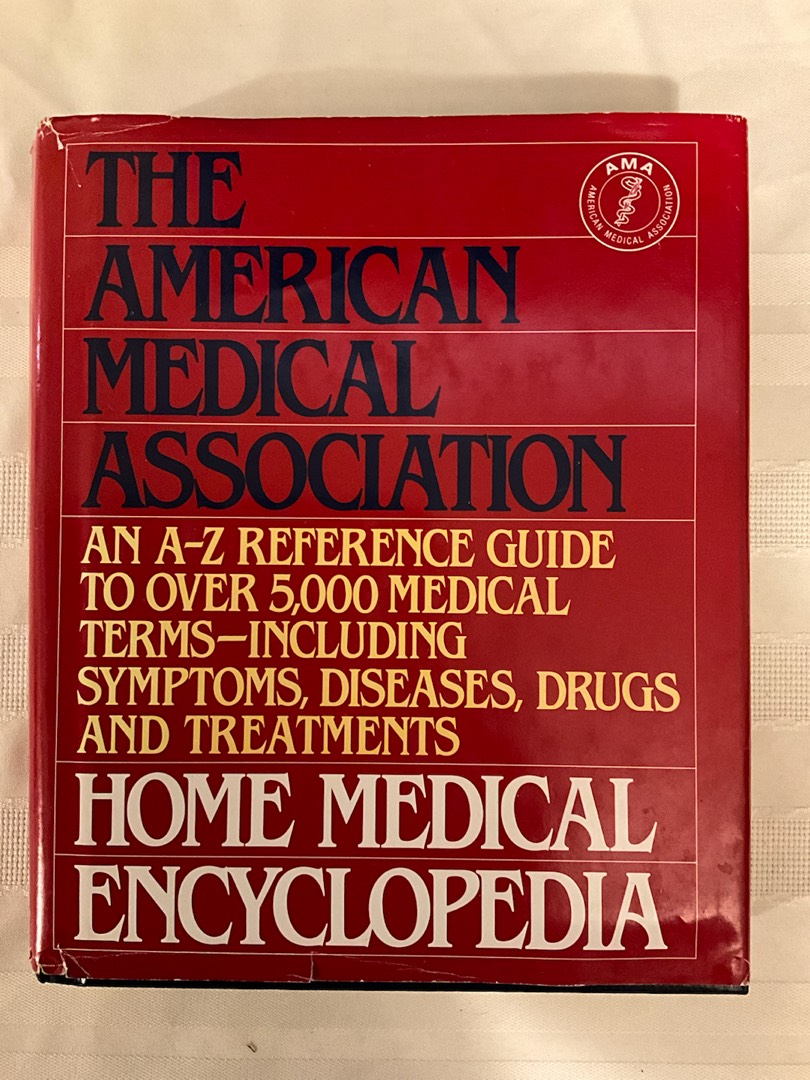 THE
AMERICAN
MEDICAL
ASSOCIATION
AMA
AMERICAN MEDICAL ASSOCIATION
AN A–Z REFERENCE GUIDE
TO OVER 5,000 MEDICAL
TERMS—INCLUDING
SYMPTOMS, DISEASES, DRUGS
AND TREATMENTS
HOME MEDICAL
ENCYCLOPEDIA